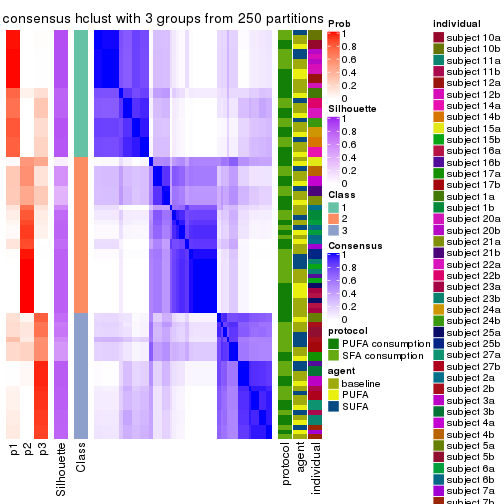 consensus hclust with 3 groups from 250 partitions
Prob
1
0.8
0.6
0.4
0.2
0
Silhouette
1
0.8
0.6
0.4
0.2
0
Class
1
2
3
Consensus
1
0.8
0.6
0.4
0.2
0
protocol
PUFA consumption
SFA consumption
agent
baseline
PUFA
SUFA
individual
subject 10a
subject 10b
subject 11a
subject 11b
subject 12a
subject 12b
subject 14a
subject 14b
subject 15a
subject 15b
subject 16a
subject 16b
subject 17a
subject 17b
subject 1a
subject 1b
subject 20a
subject 20b
subject 21a
subject 21b
subject 22a
subject 22b
subject 23a
subject 23b
subject 24a
subject 24b
subject 25a
subject 25b
subject 27a
subject 27b
subject 2a
subject 2b
subject 3a
subject 3b
subject 4a
subject 4b
subject 5a
subject 5b
subject 6a
subject 6b
subject 7a
subject 7b
p1
p2
p3
Silhouette
Class
protocol
agent
individual